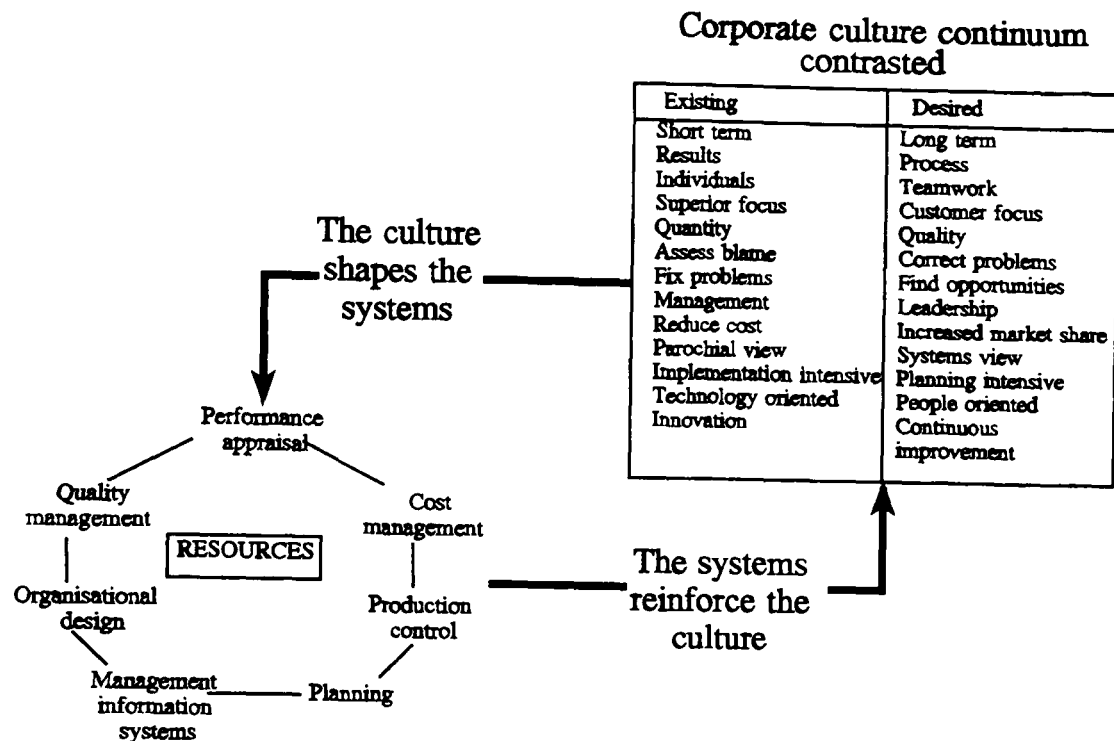 Corporate culture continuum
contrasted
Existing
Short term
Results
Individuals
Superior focus
Quantity
Assess blame
Fix problems
Management
Reduce cost
Parochial view
Implementation intensive
Technology oriented
Innovation
Desired
Long term
Process
Teamwork
Customer focus
Quality
Correct problems
Find opportunities
Leadership
Increased market share
Systems view
Planning intensive
People oriented
Continuous
improvement
The culture
shapes the
systems
Performance
appraisal
Quality
management
Cost
management
RESOURCES
Organisational
design
Production
control
Management
information
systems
Planning
The systems
reinforce the
culture